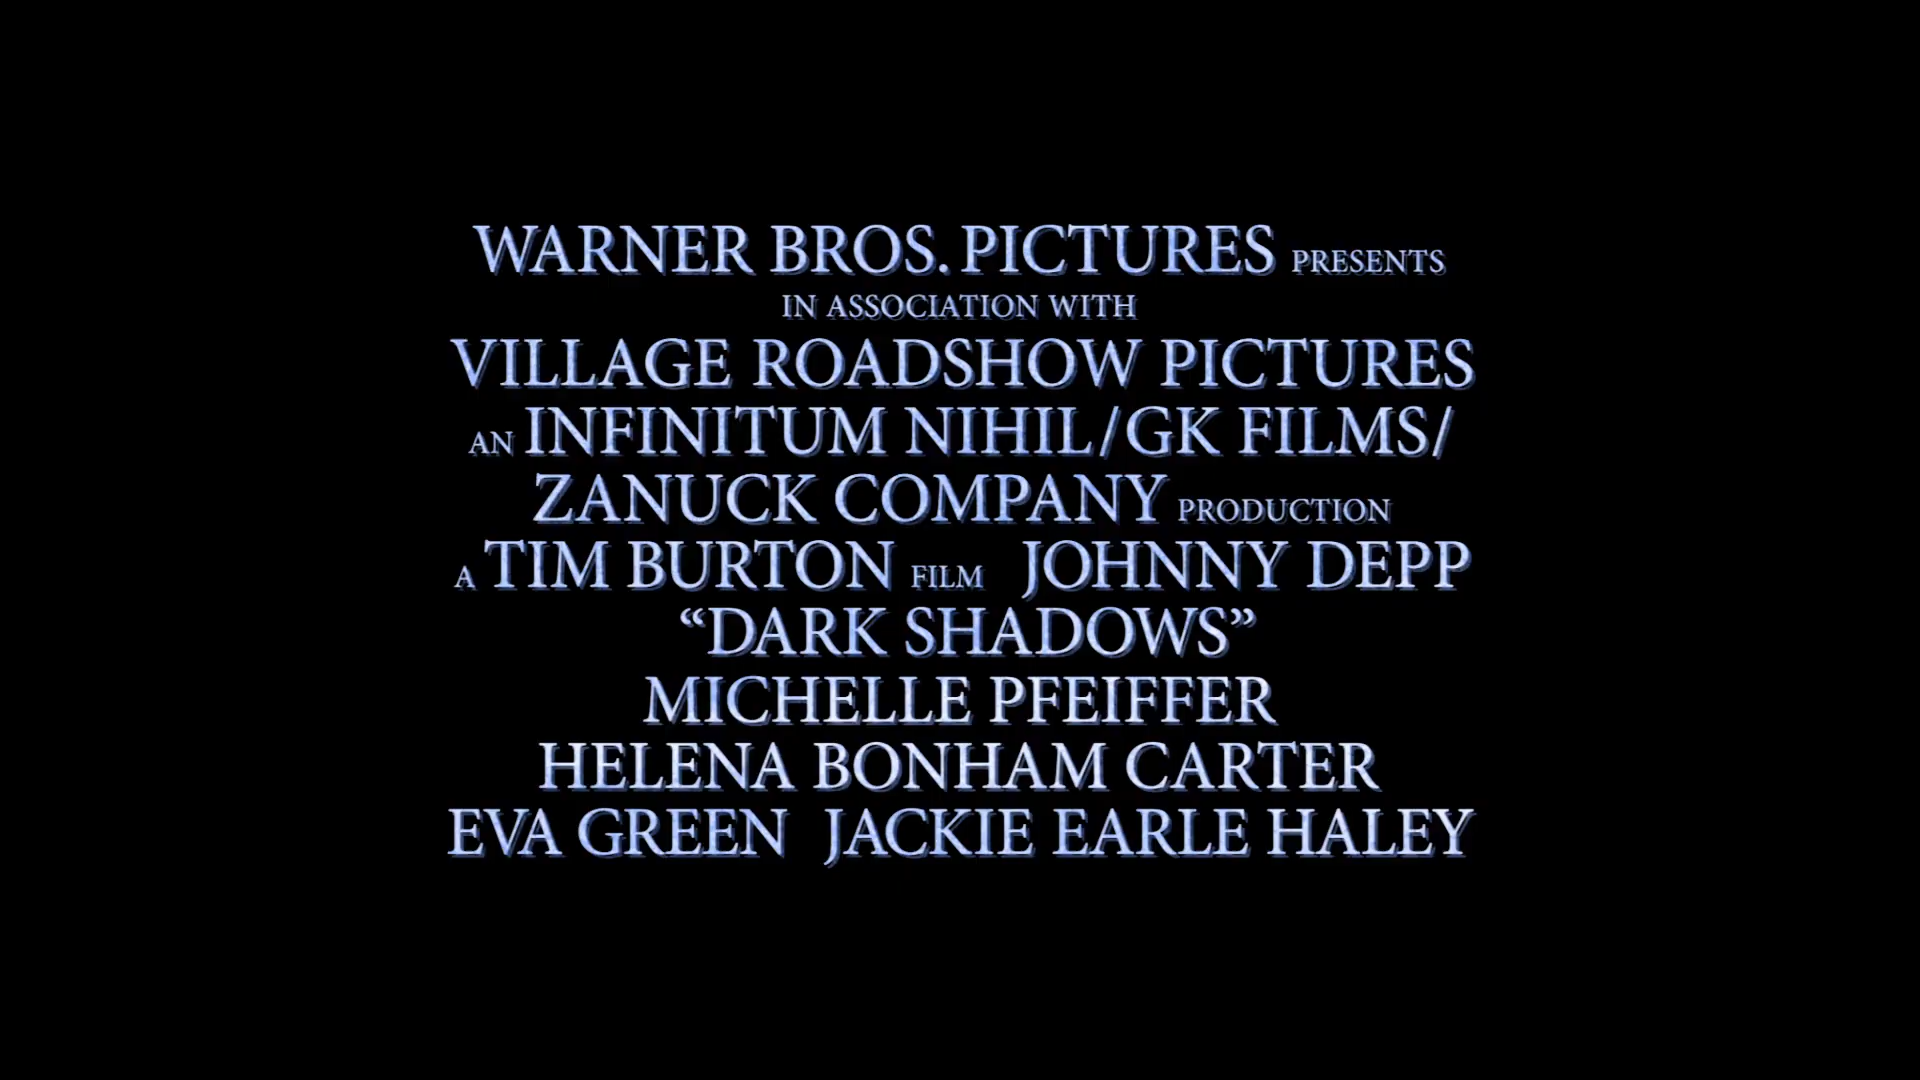 WARNER BROS. PICTURES PRESENTS
IN ASSOCIATION WITH
VILLAGE ROADSHOW PICTURES
AN INFINITUM NIHIL/GK FILMS/
ZANUCK COMPANY PRODUCTION
A TIM BURTON FILM JOHNNY DEPP
“DARK SHADOWS”
MICHELLE PFEIFFER
HELENA BONHAM CARTER
EVA GREEN JACKIE EARLE HALEY